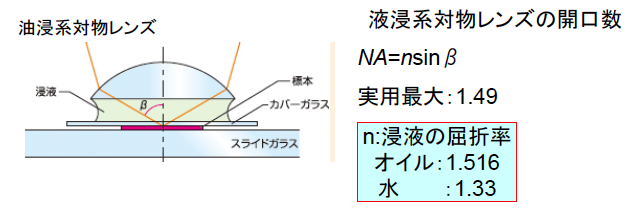 油浸系対物レンズ
浸液
β
標本
カバーガラス
スライドガラス
液浸系対物レンズの開口数
NA=nsinβ
実用最大：1.49
n:浸液の屈折率
オイル：1.516
水　　：1.33